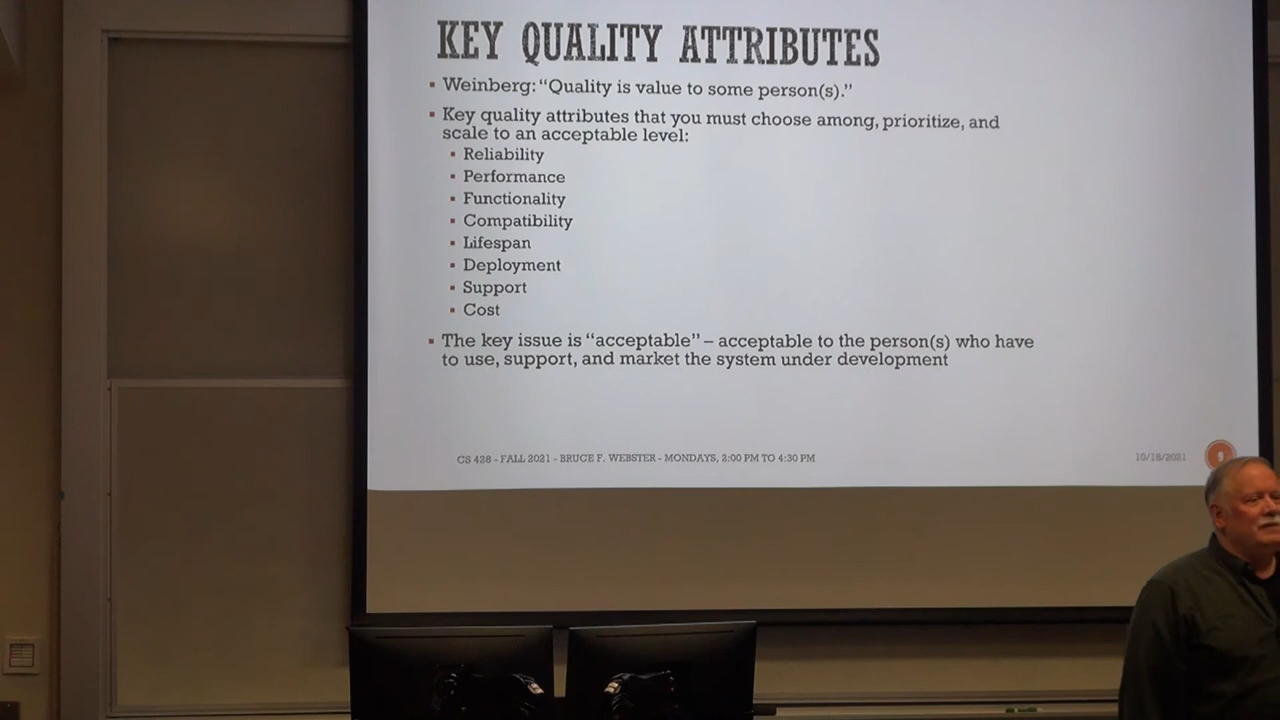 KEY QUALITY ATTRIBUTES
▪ Weinberg: “Quality is value to some person(s).”
▪ Key quality attributes that you must choose among, prioritize, and
scale to an acceptable level:
▪ Reliability
▪ Performance
▪ Functionality
▪ Compatibility
▪ Lifespan
▪ Deployment
▪ Support
▪ Cost
▪ The key issue is “acceptable” – acceptable to the person(s) who have
to use, support, and market the system under development
CS 428 - FALL 2021 - BRUCE F. WEBSTER - MONDAYS, 2:00 PM TO 4:30 PM
10/18/2021
9